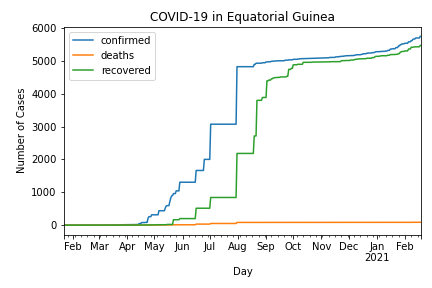 COVID-19 in Equatorial Guinea
confirmed
deaths
recovered
Number of Cases
6000
5000
4000
3000
2000
1000
0
Feb Mar Apr May Jun Jul Aug Sep Oct Nov Dec Jan Feb
2021
Day